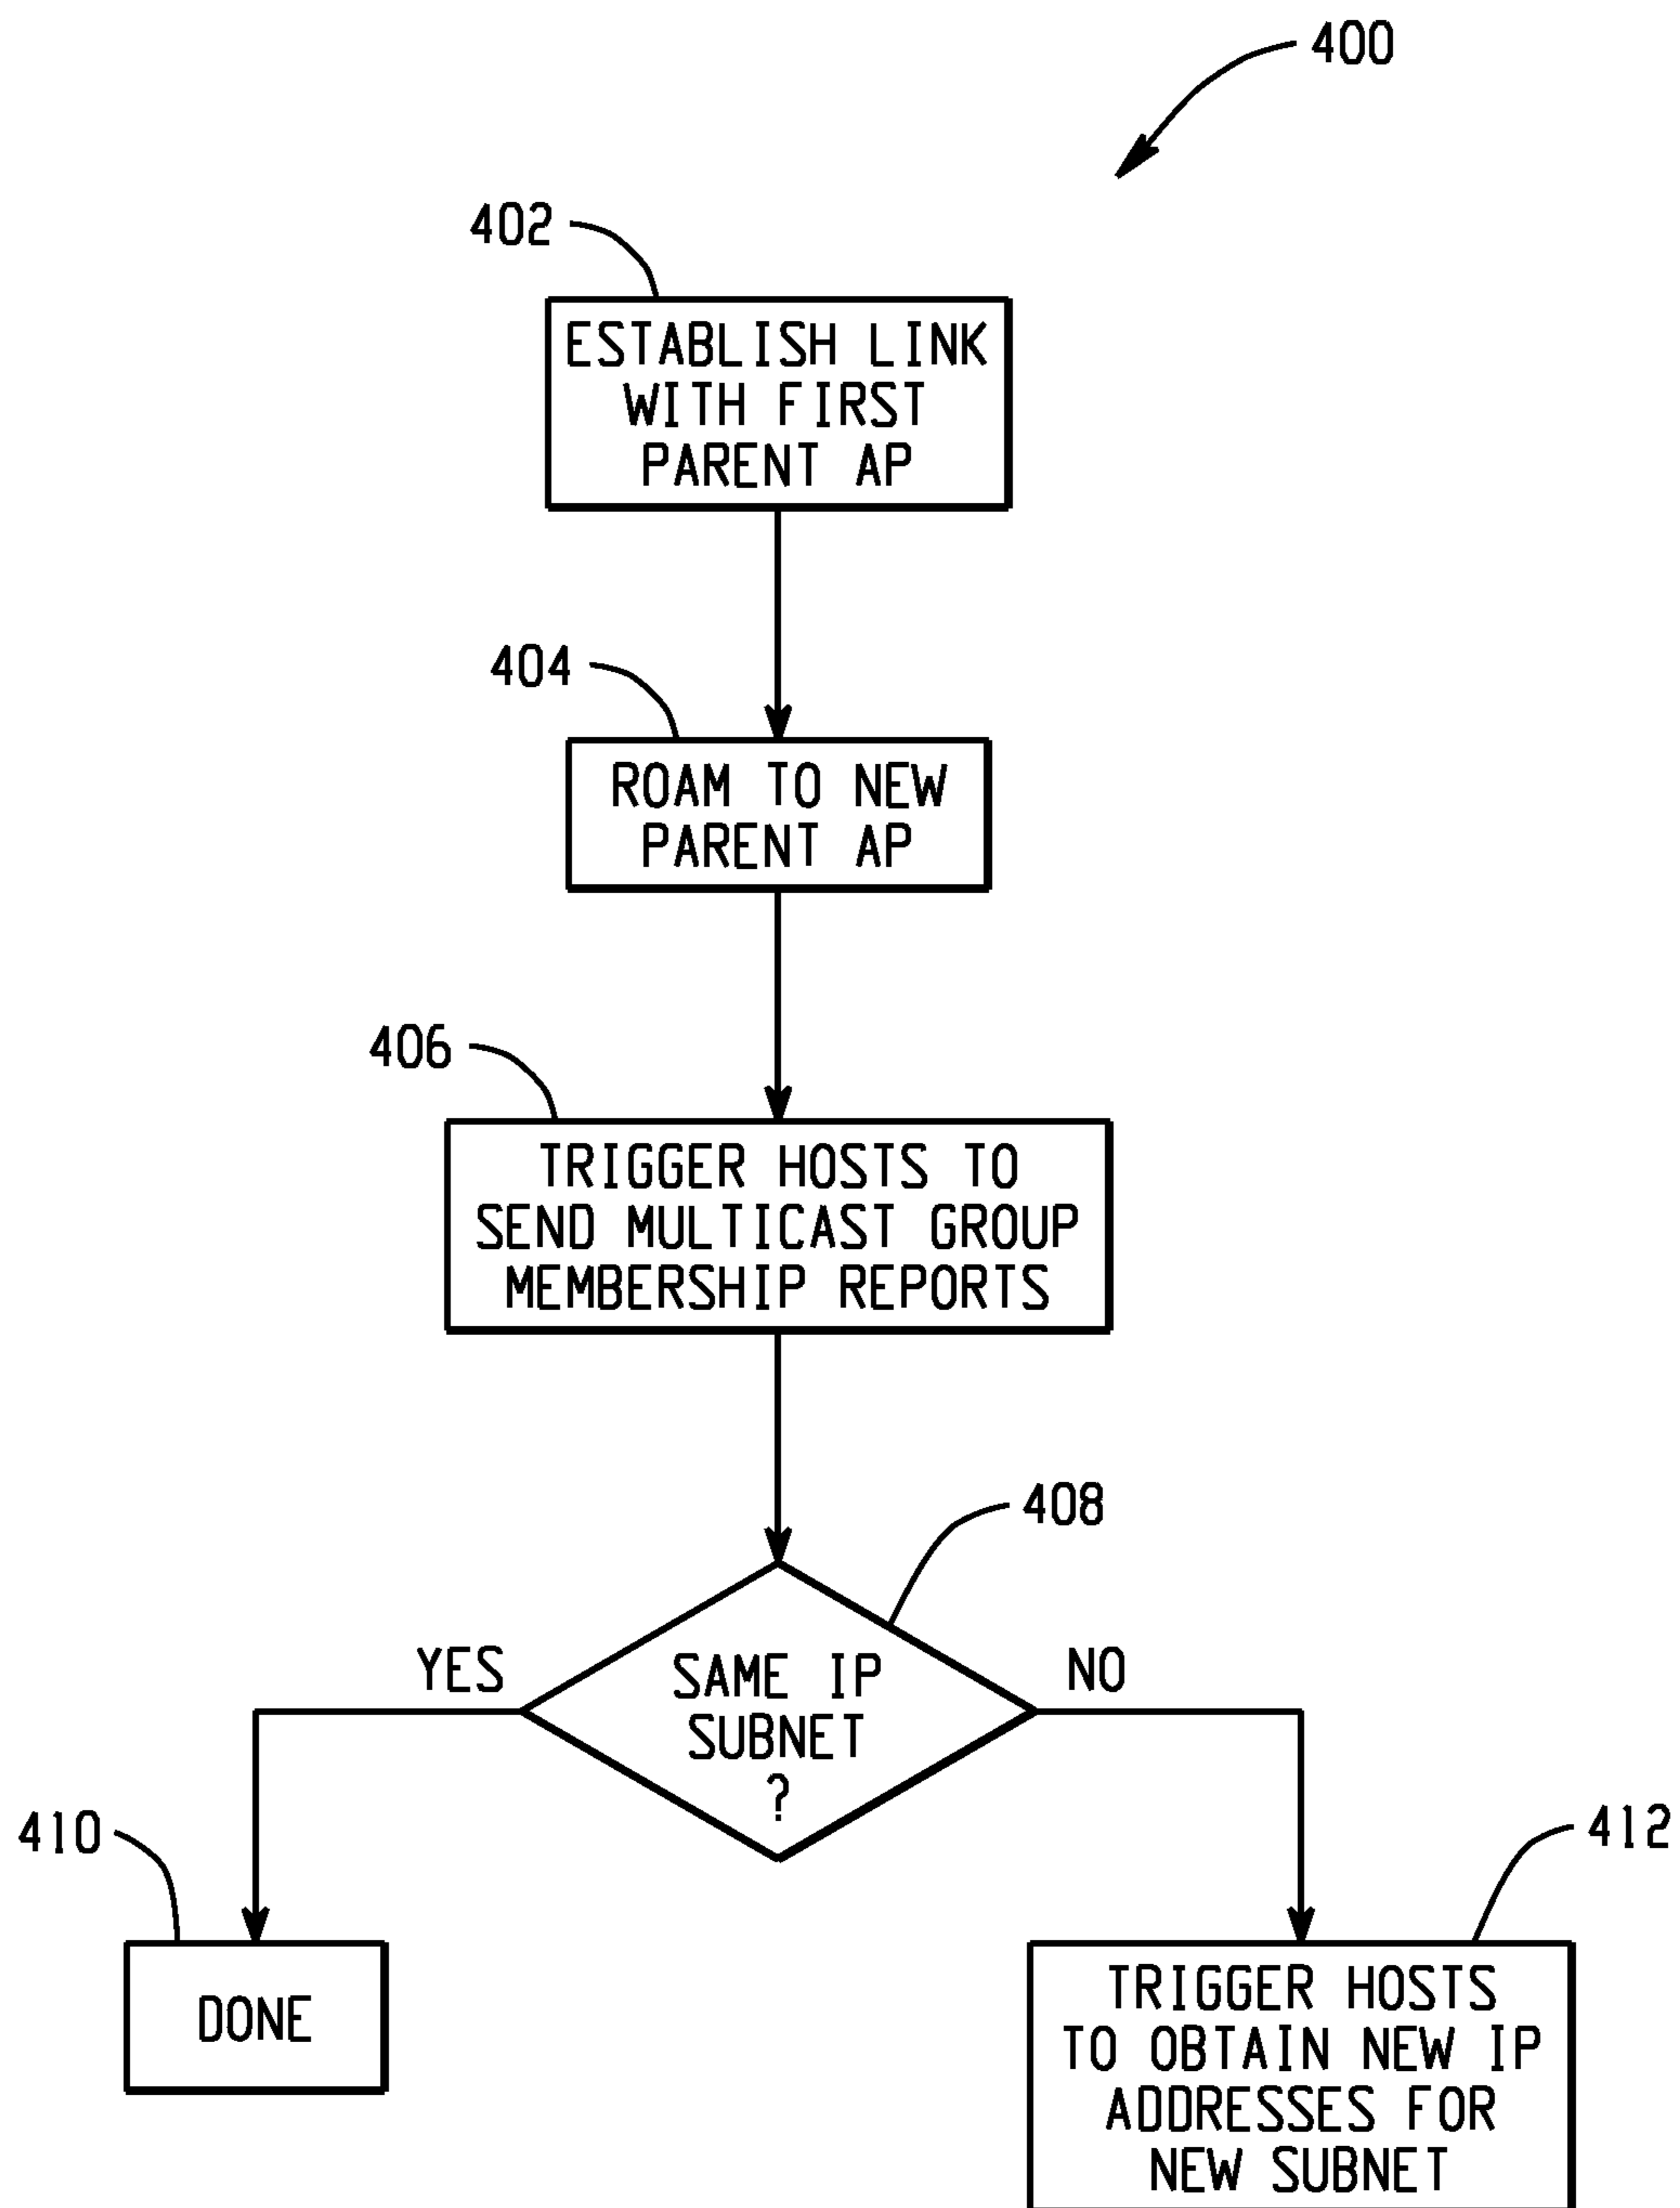 400
402
ESTABLISH LINK
WITH FIRST
PARENT AP
404
ROAM TO NEW
PARENT AP
406
TRIGGER HOSTS TO
SEND MULTICAST GROUP
MEMBERSHIP REPORTS
408
YES
SAME IP
SUBNET
?
NO
410
DONE
412
TRIGGER HOSTS
TO OBTAIN NEW IP
ADDRESSES FOR
NEW SUBNET